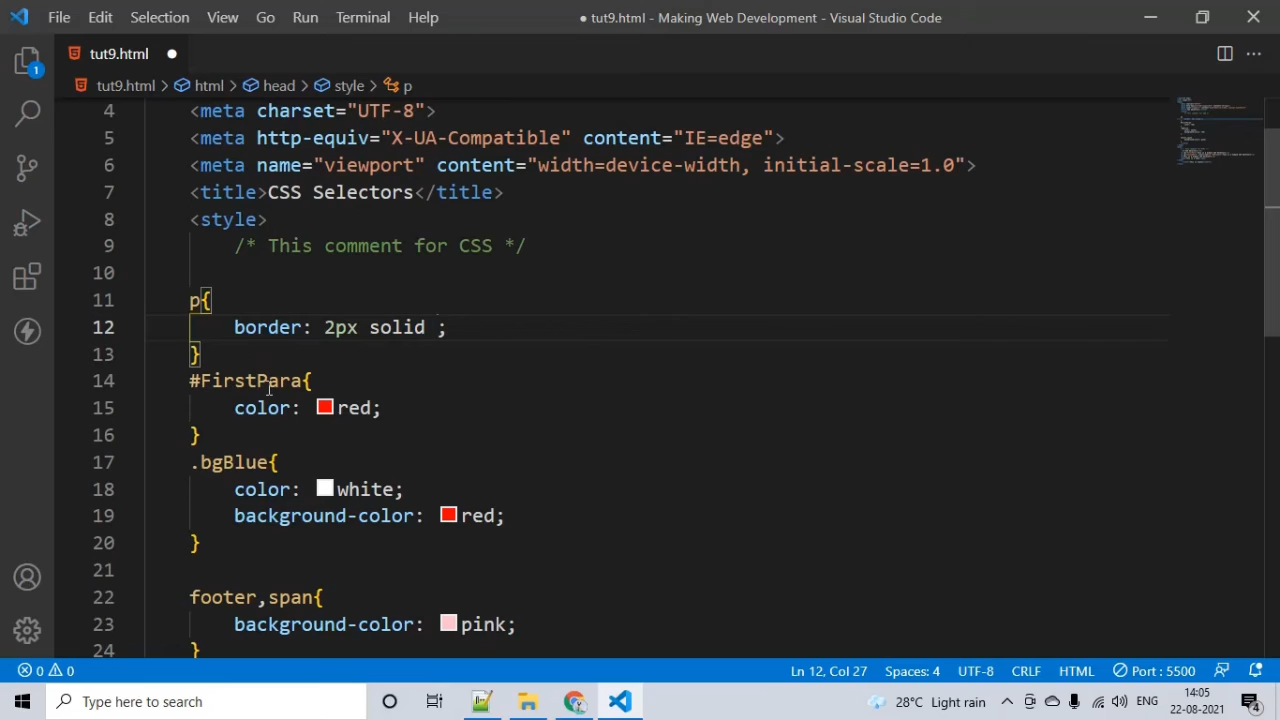 File Edit Selection View Go Run Terminal Help ● tut9.html - Making Web Development - Visual Studio Code
1
tut9.html ●
tut9.html > html > head > style > p
4 <meta charset="UTF-8">
5 <meta http-equiv="X-UA-Compatible" content="IE=edge">
6 <meta name="viewport" content="width=device-width, initial-scale=1.0">
7 <title>CSS Selectors</title>
8 <style>
9 /* This comment for CSS */
10
11 p{
12 border: 2px solid ;
13 }
14 #FirstPara{
15 color: red;
16 }
17 .bgBlue{
18 color: white;
19 background-color: red;
20 }
21
22 footer,span{
23 background-color: pink;
24 }
0 0 Ln 12, Col 27 Spaces: 4 UTF-8 CRLF HTML Port : 5500
Type here to search 28°C Light rain ENG 14:05
22-08-2021 4